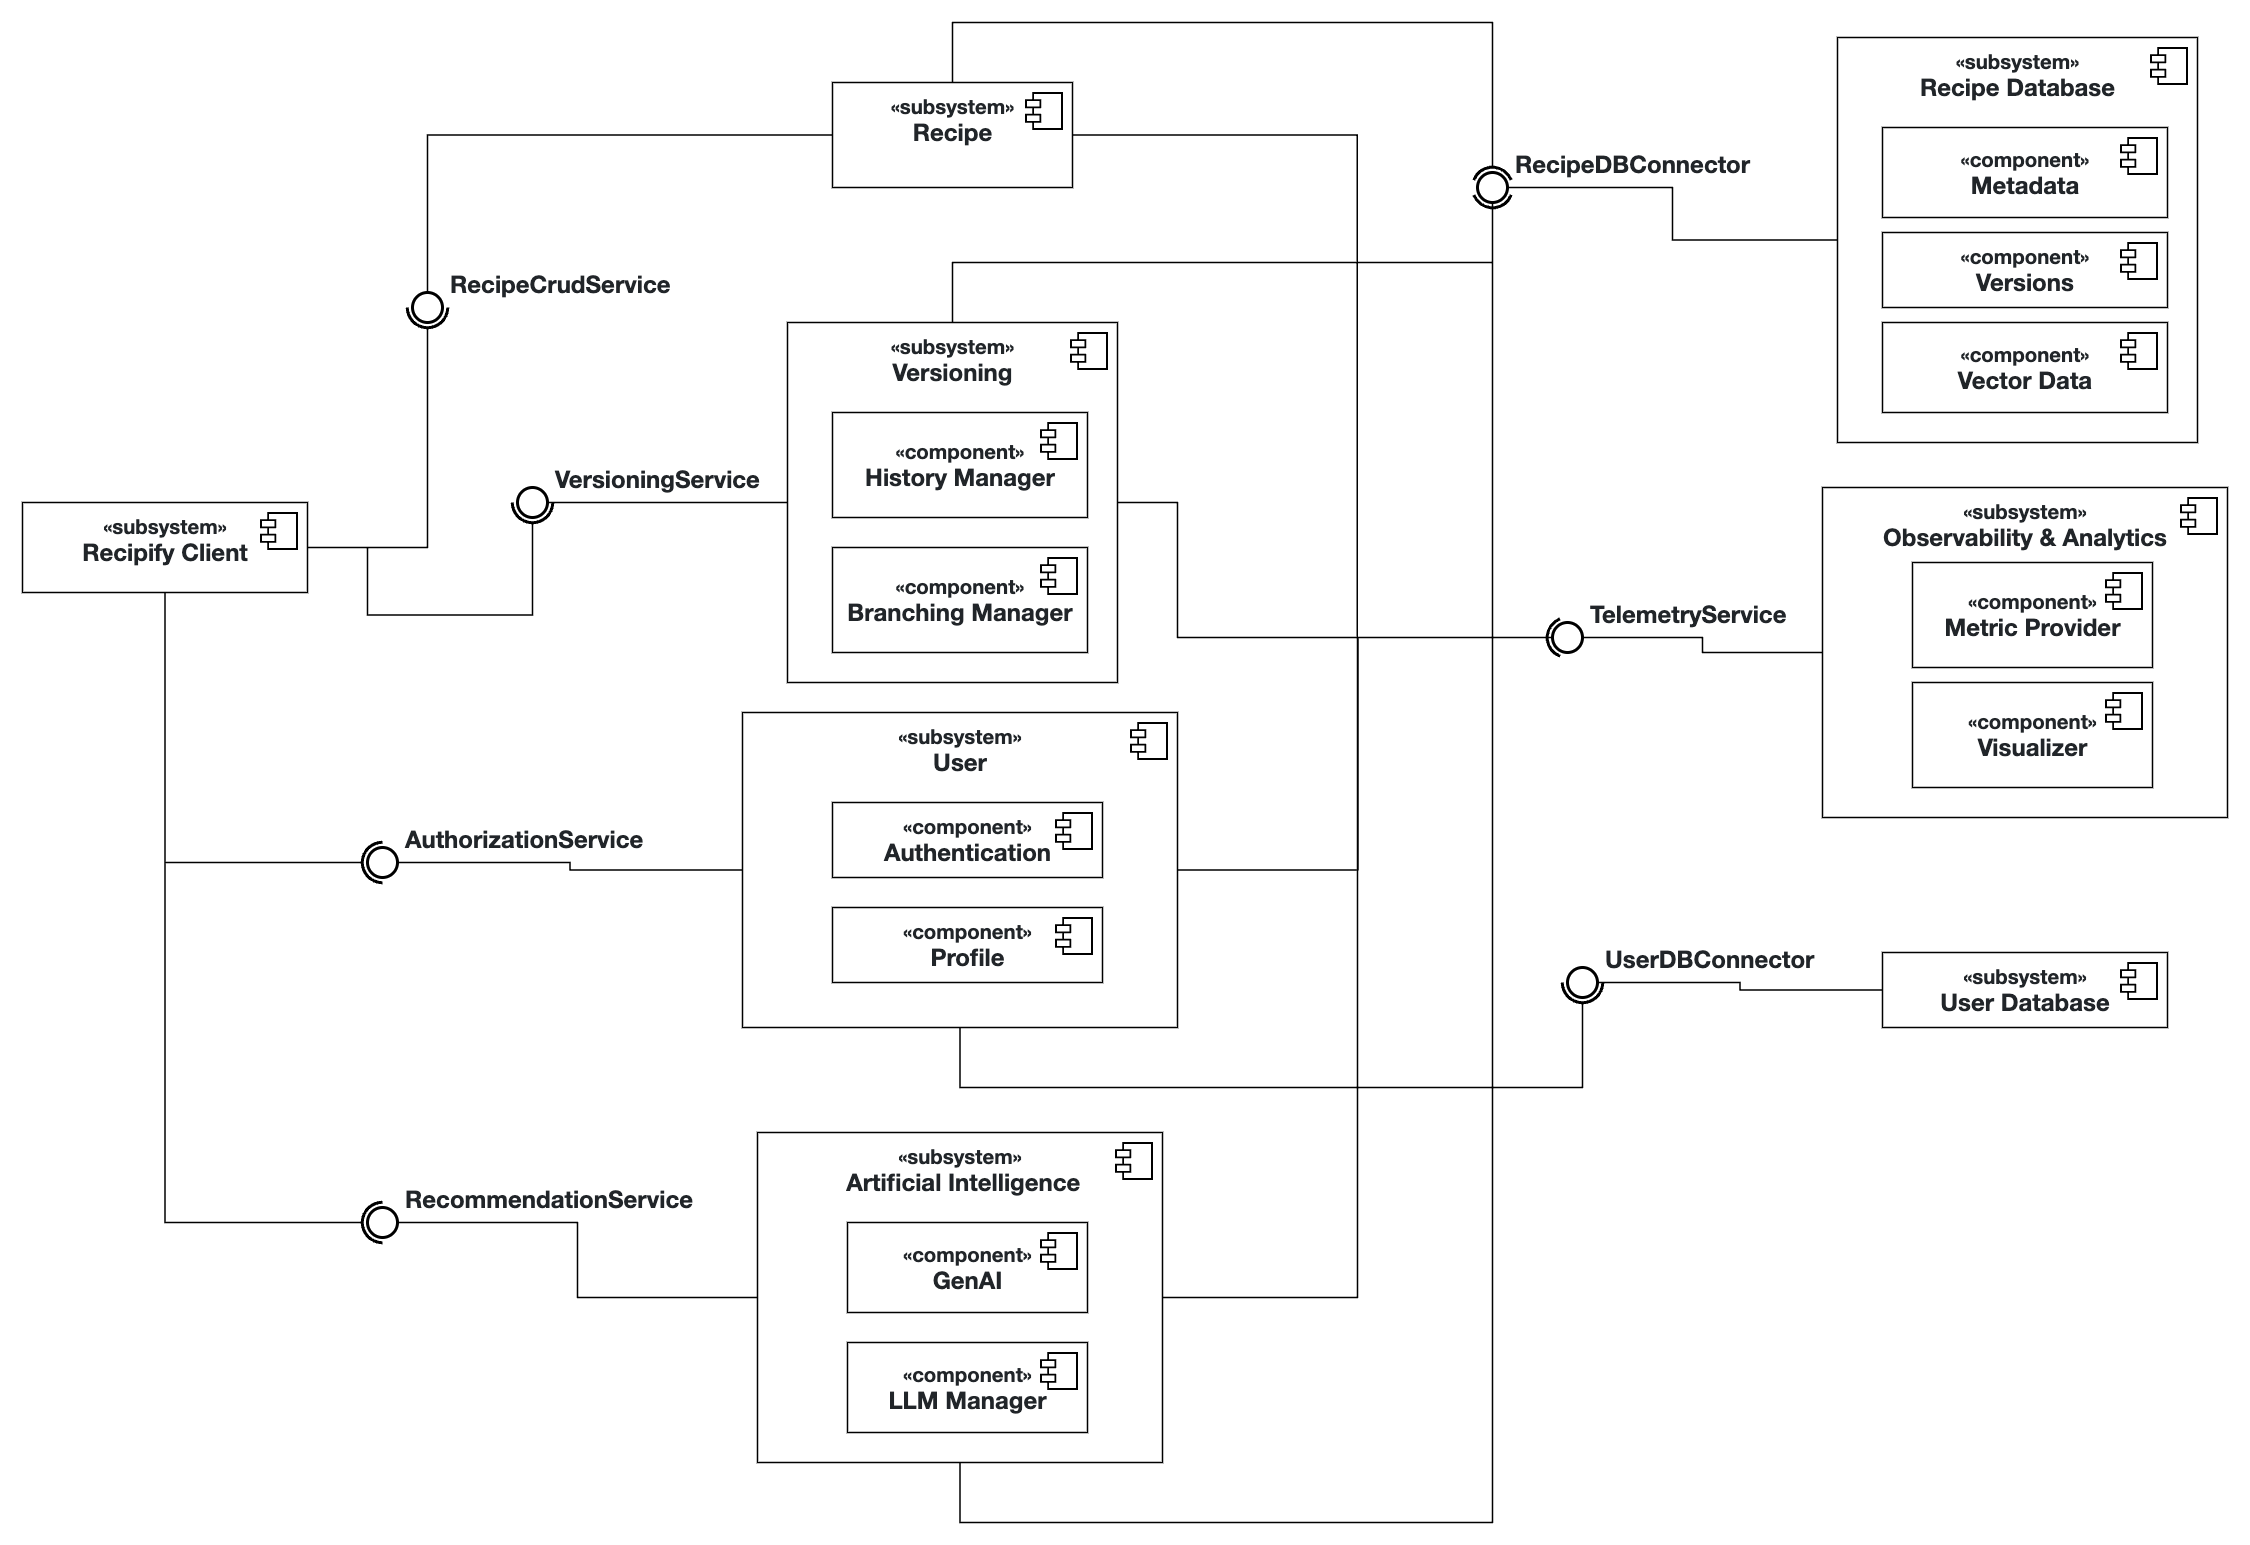 «subsystem»
Recipe
«subsystem»
Recipe Database
«component»
Metadata
«component»
Versions
«component»
Vector Data
RecipeDBConnector
RecipeCrudService
«subsystem»
Versioning
«component»
History Manager
«component»
Branching Manager
VersioningService
«subsystem»
Recipify Client
«subsystem»
Observability & Analytics
«component»
Metric Provider
«component»
Visualizer
TelemetryService
«subsystem»
User
«component»
Authentication
«component»
Profile
AuthorizationService
UserDBConnector
«subsystem»
User Database
«subsystem»
Artificial Intelligence
«component»
GenAI
«component»
LLM Manager
RecommendationService